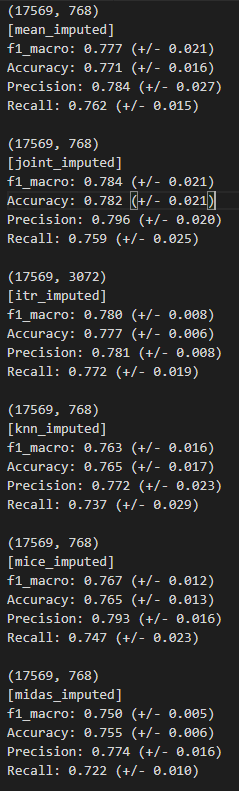 (17569, 768)
[mean_imputed]
f1_macro: 0.777 (+/- 0.021)
Accuracy: 0.771 (+/- 0.016)
Precision: 0.784 (+/- 0.027)
Recall: 0.762 (+/- 0.015)
(17569, 768)
[joint_imputed]
f1_macro: 0.784 (+/- 0.021)
Accuracy: 0.782 (+/- 0.021)
Precision: 0.796 (+/- 0.020)
Recall: 0.759 (+/- 0.025)
(17569, 3072)
[itr_imputed]
f1_macro: 0.780 (+/- 0.008)
Accuracy: 0.777 (+/- 0.006)
Precision: 0.781 (+/- 0.008)
Recall: 0.772 (+/- 0.019)
(17569, 768)
[knn_imputed]
f1_macro: 0.763 (+/- 0.016)
Accuracy: 0.765 (+/- 0.017)
Precision: 0.772 (+/- 0.023)
Recall: 0.737 (+/- 0.029)
(17569, 768)
[mice_imputed]
f1_macro: 0.767 (+/- 0.012)
Accuracy: 0.765 (+/- 0.013)
Precision: 0.793 (+/- 0.016)
Recall: 0.747 (+/- 0.023)
(17569, 768)
[midas_imputed]
f1_macro: 0.750 (+/- 0.005)
Accuracy: 0.755 (+/- 0.006)
Precision: 0.774 (+/- 0.016)
Recall: 0.722 (+/- 0.010)